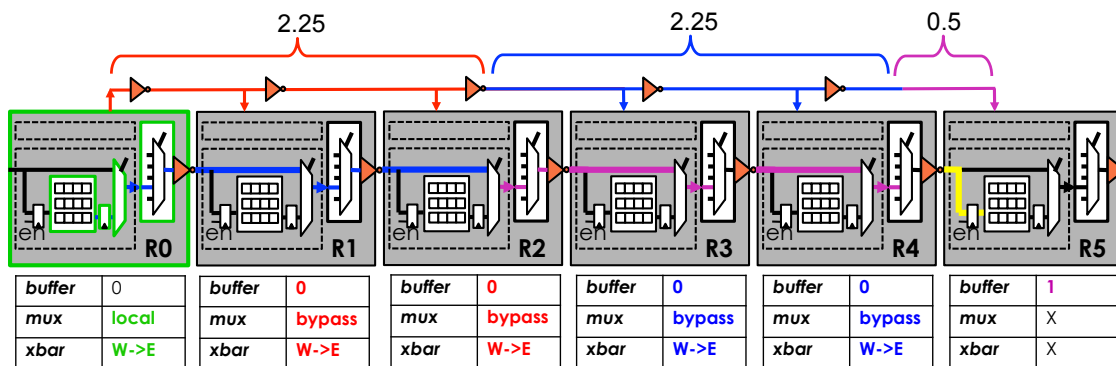 2.25 2.25 0.5
en en en en en en
R0 R1 R2 R3 R4 R5
buffer 0 buffer 0 buffer 0 buffer 0 buffer 0 buffer 1
mux local mux bypass mux bypass mux bypass mux bypass mux X
xbar W->E xbar W->E xbar W->E xbar W->E xbar W->E xbar X